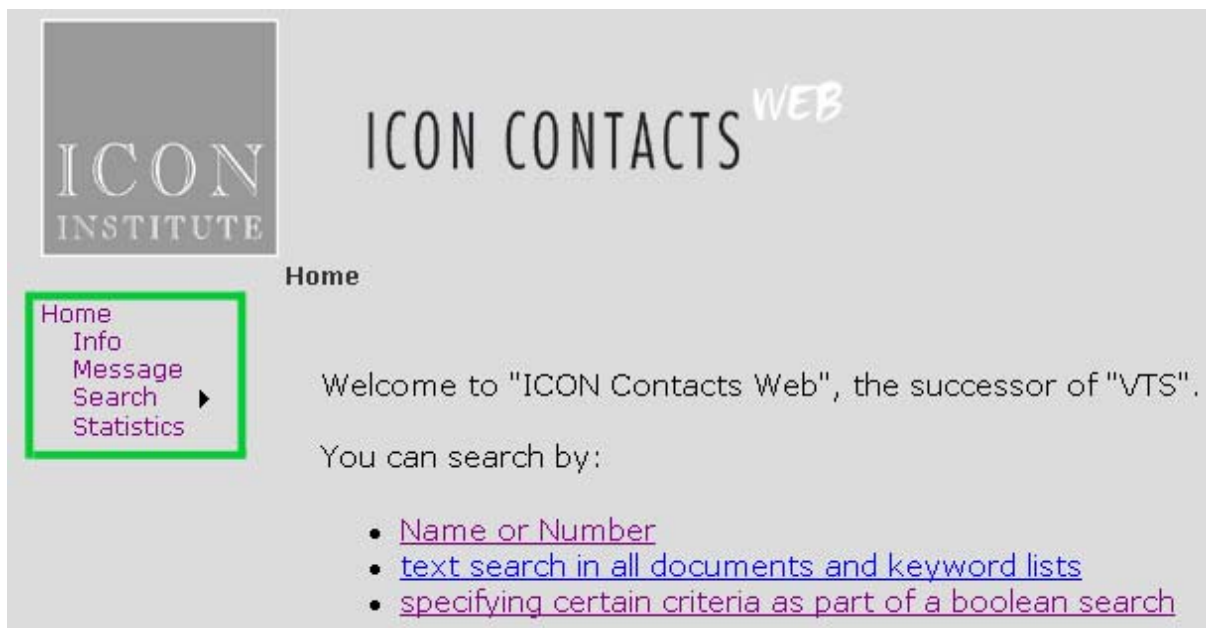 ICON
INSTITUTE
ICON CONTACTS WEB
Home
Home
Info
Message
Search
Statistics
Welcome to "ICON Contacts Web", the successor of "VTS".
You can search by:
Name or Number
text search in all documents and keyword lists
specifying certain criteria as part of a boolean search